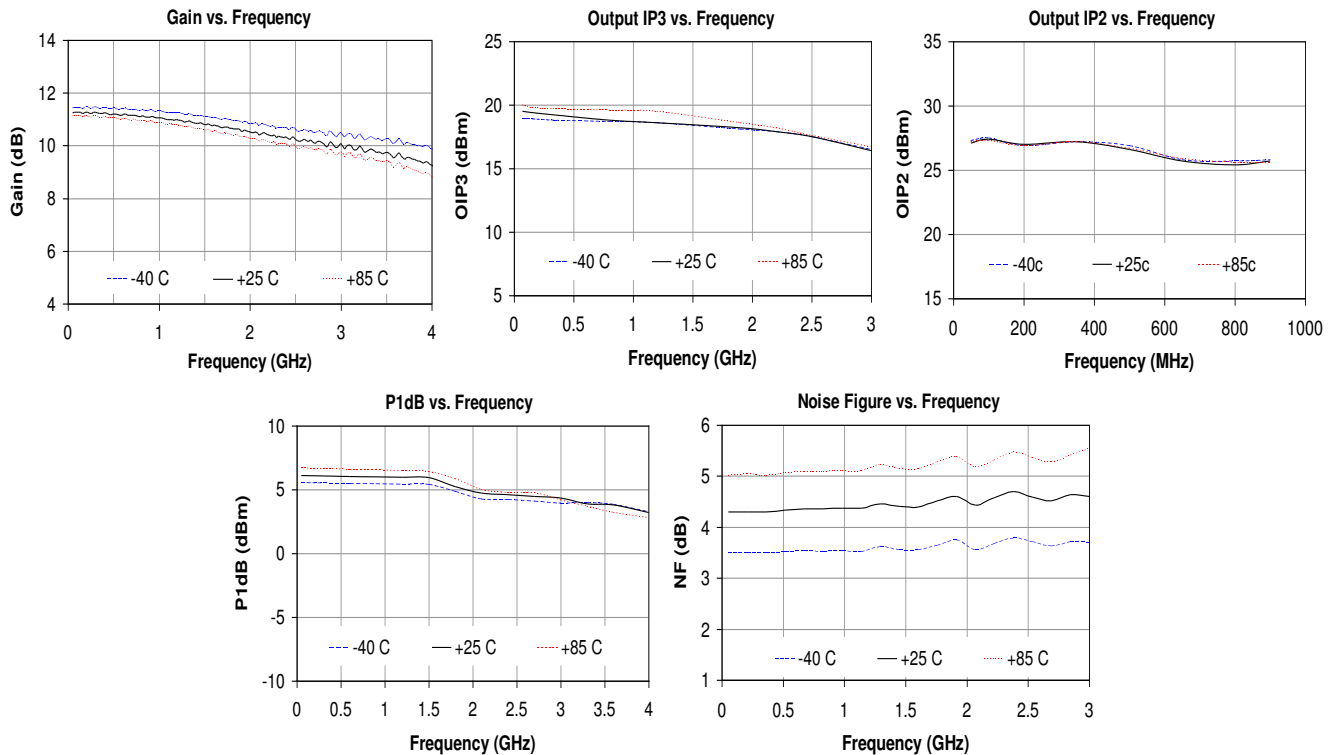 Gain vs. Frequency
14
12
10
8
6
4
Gain (dB)
-40 C +25 C +85 C
0 1 2 3 4
Frequency (GHz)
Output IP3 vs. Frequency
25
20
15
10
5
OIP3 (dBm)
-40 C +25 C +85 C
0 0.5 1 1.5 2 2.5 3
Frequency (GHz)
Output IP2 vs. Frequency
35
30
25
20
15
OIP2 (dBm)
-40c +25c +85c
0 200 400 600 800 1000
Frequency (MHz)
P1dB vs. Frequency
10
5
0
-5
-10
P1dB (dBm)
-40 C +25 C +85 C
0 0.5 1 1.5 2 2.5 3 3.5 4
Frequency (GHz)
Noise Figure vs. Frequency
6
5
4
3
2
1
NF (dB)
-40 C +25 C +85 C
0 0.5 1 1.5 2 2.5 3
Frequency (GHz)